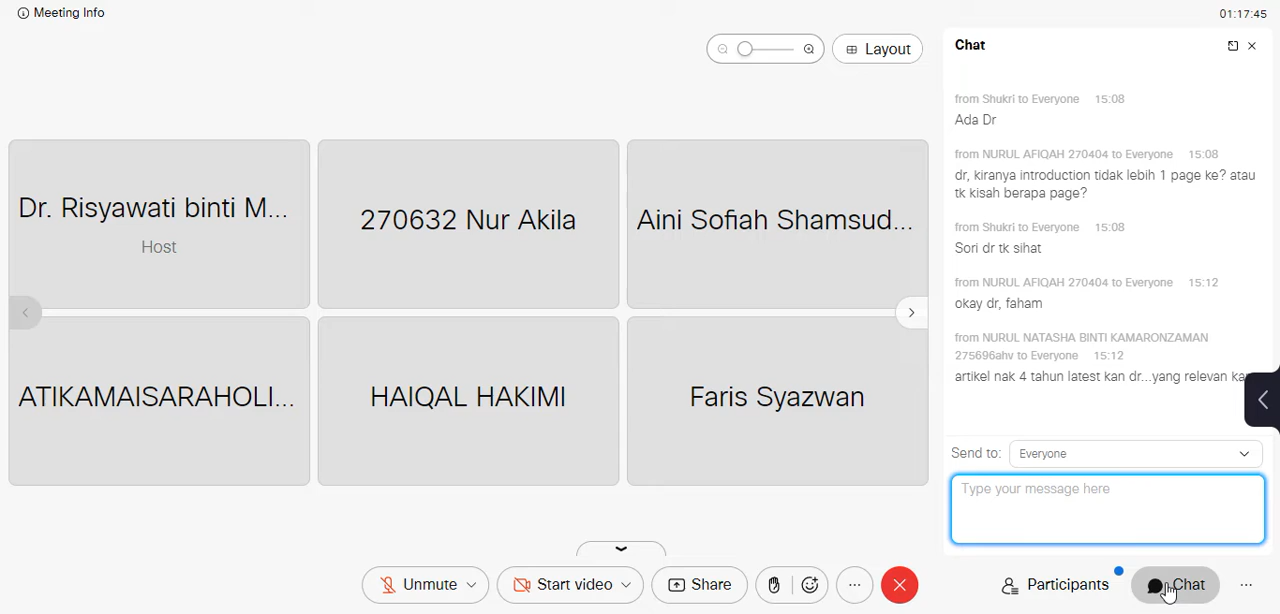 Meeting Info
01:17:45
Layout
Dr. Risyawati binti M...
Host
270632 Nur Akila
Aini Sofiah Shamsud...
ATIKAMAISARAHOLI...
HAIQAL HAKIMI
Faris Syazwan
Chat
from Shukri to Everyone 15:08
Ada Dr
from NURUL AFIQAH 270404 to Everyone 15:08
dr, kiranya introduction tidak lebih 1 page ke? atau
tk kisah berapa page?
from Shukri to Everyone 15:08
Sori dr tk sihat
from NURUL AFIQAH 270404 to Everyone 15:12
okay dr, faham
from NURUL NATASHA BINTI KAMARONZAMAN
275696ahv to Everyone 15:12
artikel nak 4 tahun latest kan dr...yang relevan
Send to: Everyone
Type your message here
Unmute
Start video
Share
Participants
Chat